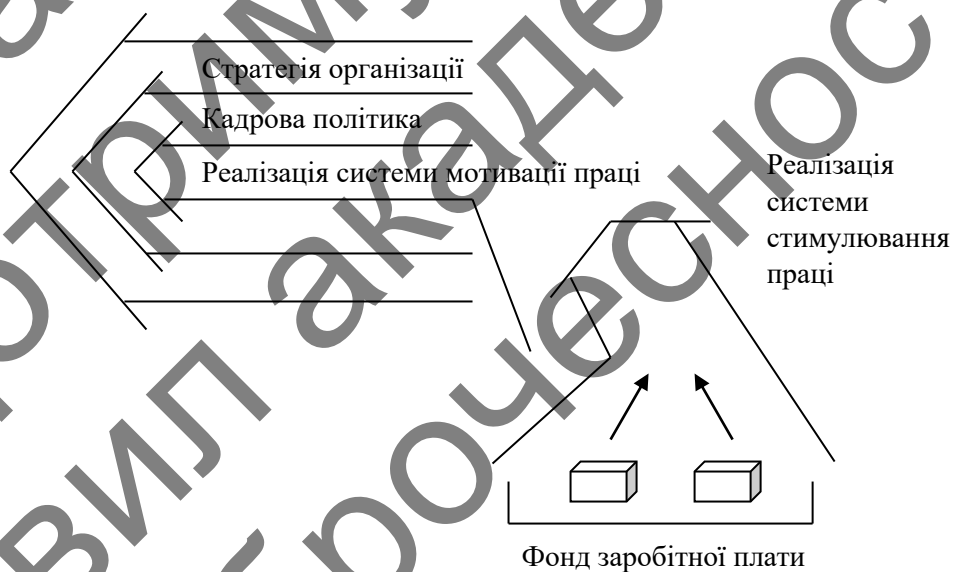 Стратегія організації
Кадрова політика
Реалізація системи мотивації праці
Реалізація
системи
стимулювання
праці
Фонд заробітної плати